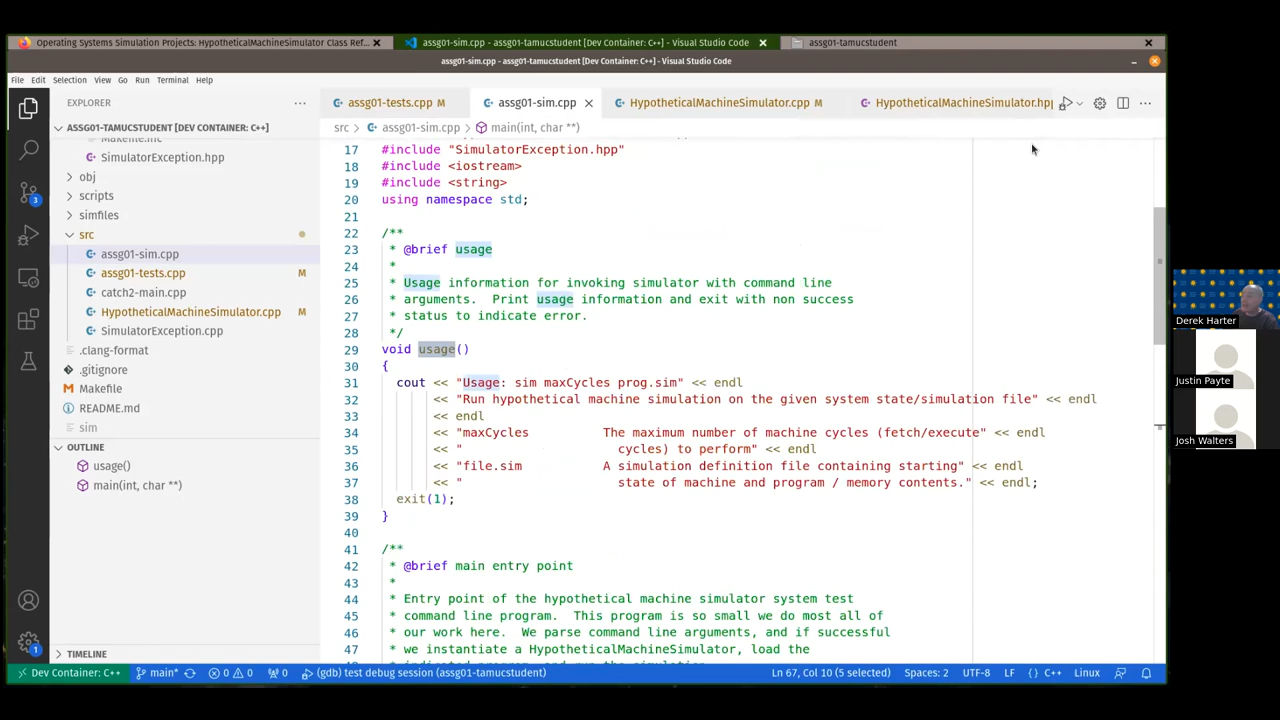 Operating Systems Simulation Projects: HypotheticalMachineSimulator Class Ref...
assg01-sim.cpp - assg01-tamucstudent [Dev Container: C++] - Visual Studio Code
assg01-tamucstudent
assg01-sim.cpp - assg01-tamucstudent [Dev Container: C++] - Visual Studio Code
File Edit Selection View Go Run Terminal Help
EXPLORER
ASSG01-TAMUCSTUDENT [DEV CONTAINER: C++]
Makefile.inc
SimulatorException.hpp
obj
scripts
simfiles
src
assg01-sim.cpp
assg01-tests.cpp M
catch2-main.cpp
HypotheticalMachineSimulator.cpp M
SimulatorException.cpp
.clang-format
.gitignore
Makefile
README.md
sim
OUTLINE
usage()
main(int, char **)
TIMELINE
3
1
assg01-tests.cpp M
assg01-sim.cpp
HypotheticalMachineSimulator.cpp M
HypotheticalMachineSimulator.hpp
src > assg01-sim.cpp > main(int, char **)
17 #include "SimulatorException.hpp"
18 #include <iostream>
19 #include <string>
20 using namespace std;
21
22 /**
23 * @brief usage
24 *
25 * Usage information for invoking simulator with command line
26 * arguments.  Print usage information and exit with non success
27 * status to indicate error.
28 */
29 void usage()
30 {
31 cout << "Usage: sim maxCycles prog.sim" << endl
32 << "Run hypothetical machine simulation on the given system state/simulation file" << endl
33 << endl
34 << "maxCycles          The maximum number of machine cycles (fetch/execute" << endl
35 << "                     cycles) to perform" << endl
36 << "file.sim           A simulation definition file containing starting" << endl
37 << "                     state of machine and program / memory contents." << endl;
38 exit(1);
39 }
40
41 /**
42 * @brief main entry point
43 *
44 * Entry point of the hypothetical machine simulator system test
45 * command line program.  This program is so small we do most all of
46 * our work here.  We parse command line arguments, and if successful
47 * we instantiate a HypotheticalMachineSimulator, load the
Derek Harter
Justin Payte
Josh Walters
Dev Container: C++ main* 0 0 0 (gdb) test debug session (assg01-tamucstudent) Ln 67, Col 10 (5 selected) Spaces: 2 UTF-8 LF {} C++ Linux